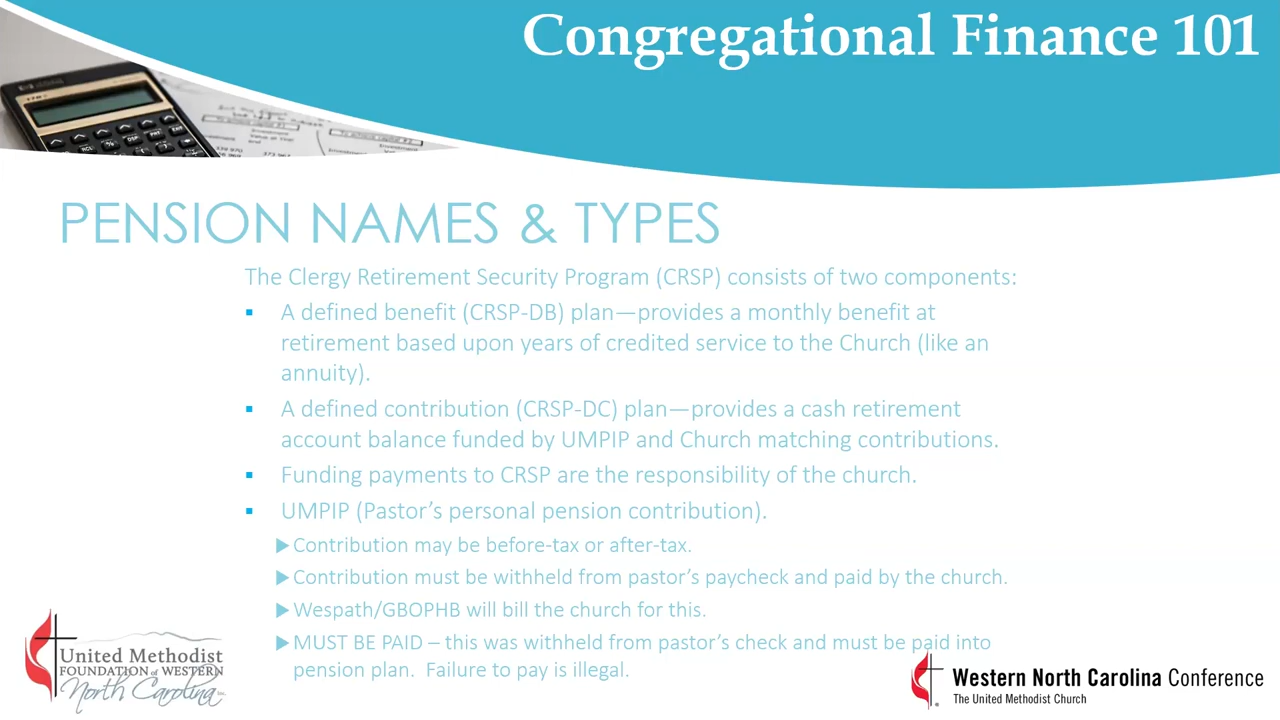 Congregational Finance 101
PENSION NAMES & TYPES
The Clergy Retirement Security Program (CRSP) consists of two components:
▪ A defined benefit (CRSP-DB) plan—provides a monthly benefit at
retirement based upon years of credited service to the Church (like an
annuity).
▪ A defined contribution (CRSP-DC) plan—provides a cash retirement
account balance funded by UMPIP and Church matching contributions.
▪ Funding payments to CRSP are the responsibility of the church.
▪ UMPIP (Pastor’s personal pension contribution).
▶Contribution may be before-tax or after-tax.
▶Contribution must be withheld from pastor’s paycheck and paid by the church.
▶Wespath/GBOPHB will bill the church for this.
▶MUST BE PAID – this was withheld from pastor’s check and must be paid into
pension plan. Failure to pay is illegal.
United Methodist
FOUNDATION of WESTERN
North Carolina
Western North Carolina Conference
The United Methodist Church